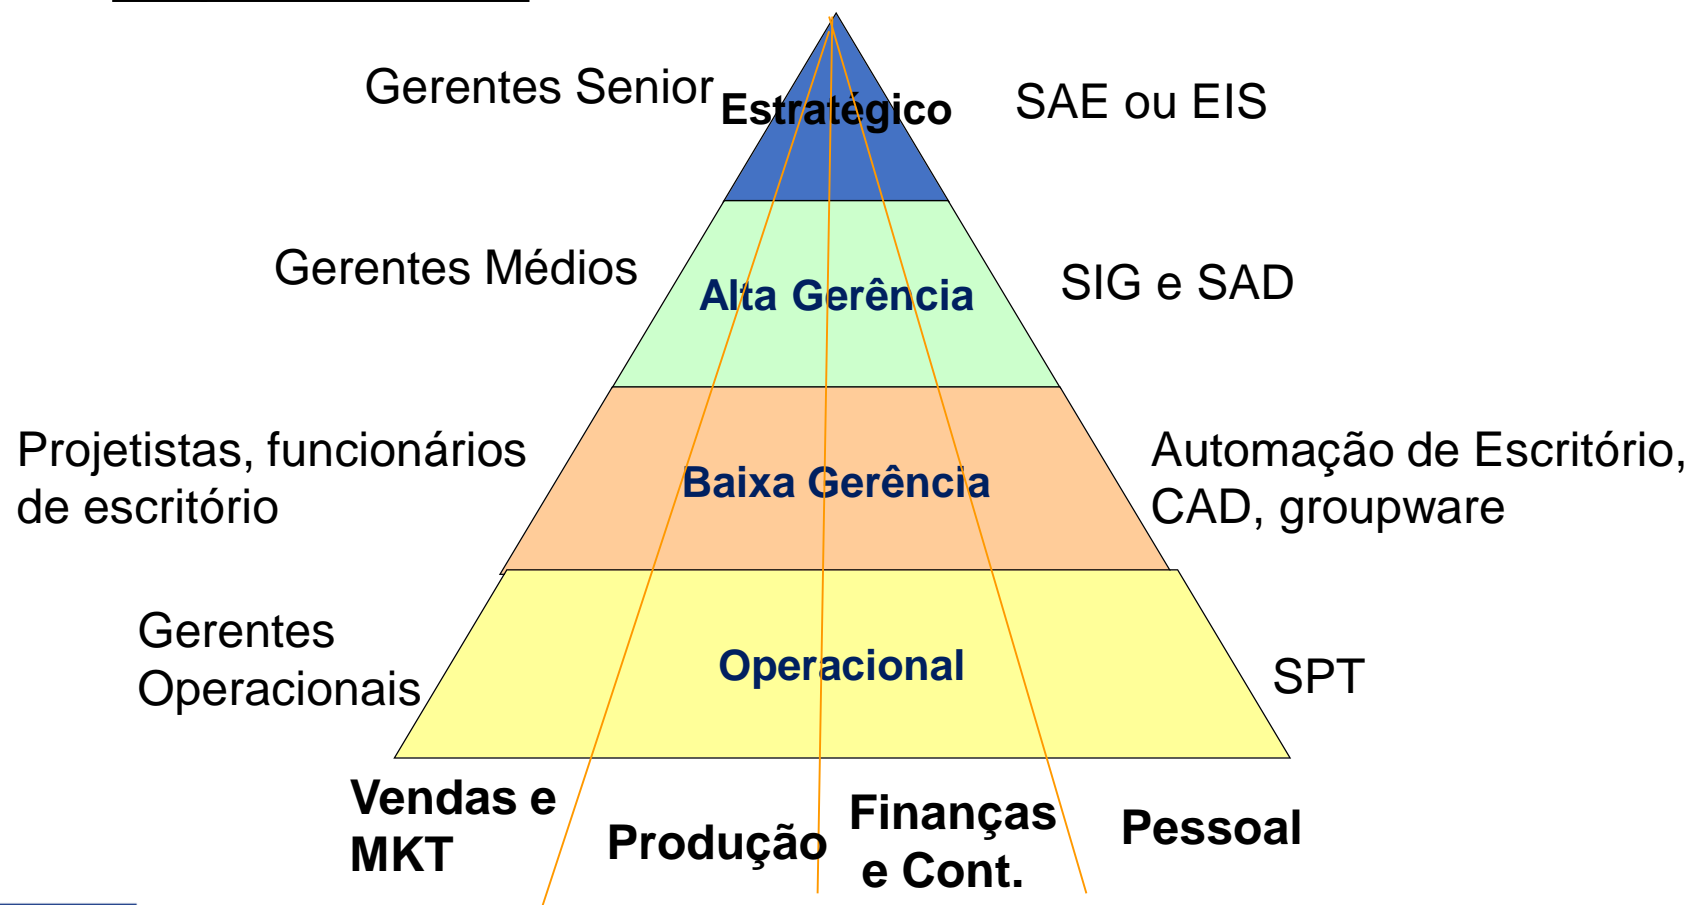 Gerentes Senior
Estratégico
SAE ou EIS
Gerentes Médios
Alta Gerência
SIG e SAD
Projetistas, funcionários
de escritório
Baixa Gerência
Automação de Escritório,
CAD, groupware
Gerentes
Operacionais
Operacional
SPT
Vendas e
MKT
Produção
Finanças
e Cont.
Pessoal